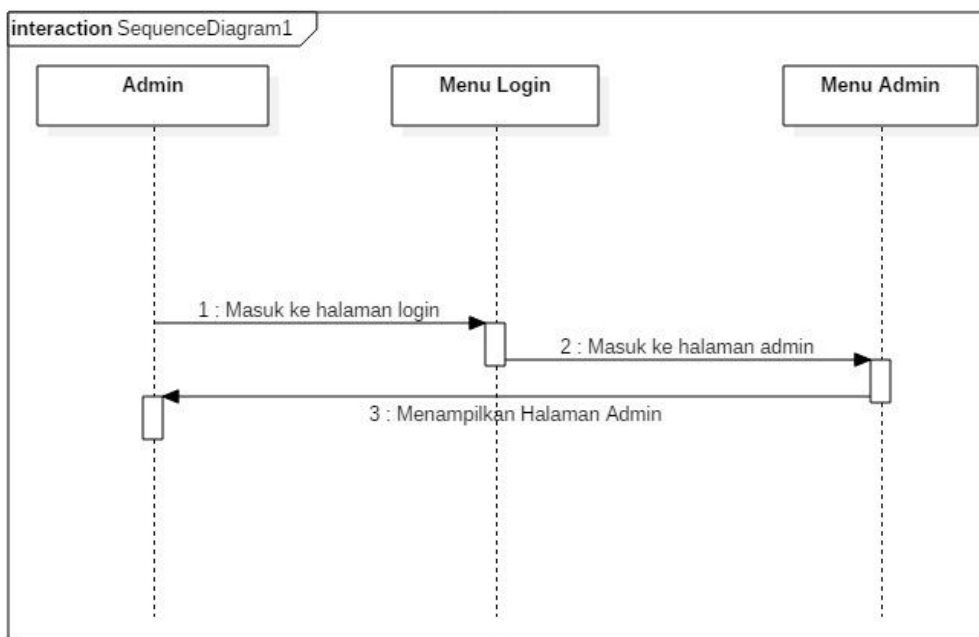 interaction SequenceDiagram1
Admin
Menu Login
Menu Admin
1 : Masuk ke halaman login
2 : Masuk ke halaman admin
3 : Menampilkan Halaman Admin